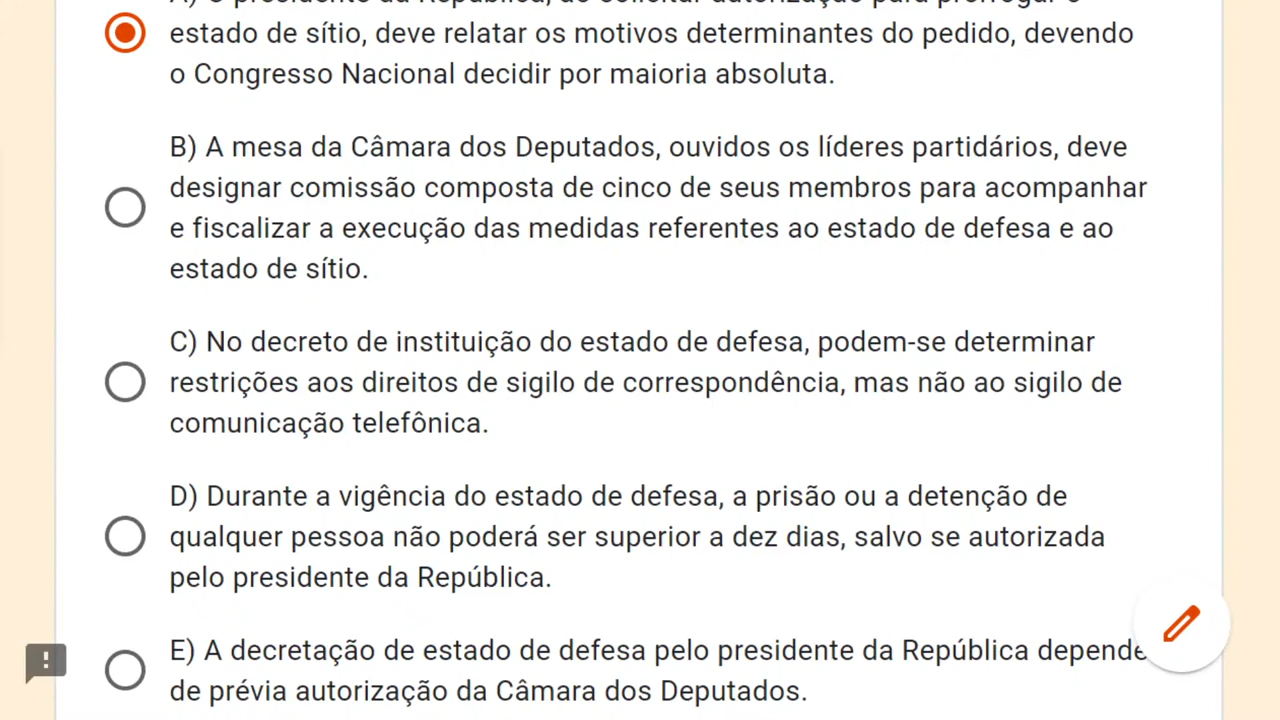 estado de sítio, deve relatar os motivos determinantes do pedido, devendo
o Congresso Nacional decidir por maioria absoluta.
B) A mesa da Câmara dos Deputados, ouvidos os líderes partidários, deve
designar comissão composta de cinco de seus membros para acompanhar
e fiscalizar a execução das medidas referentes ao estado de defesa e ao
estado de sítio.
C) No decreto de instituição do estado de defesa, podem-se determinar
restrições aos direitos de sigilo de correspondência, mas não ao sigilo de
comunicação telefônica.
D) Durante a vigência do estado de defesa, a prisão ou a detenção de
qualquer pessoa não poderá ser superior a dez dias, salvo se autorizada
pelo presidente da República.
E) A decretação de estado de defesa pelo presidente da República depende
de prévia autorização da Câmara dos Deputados.